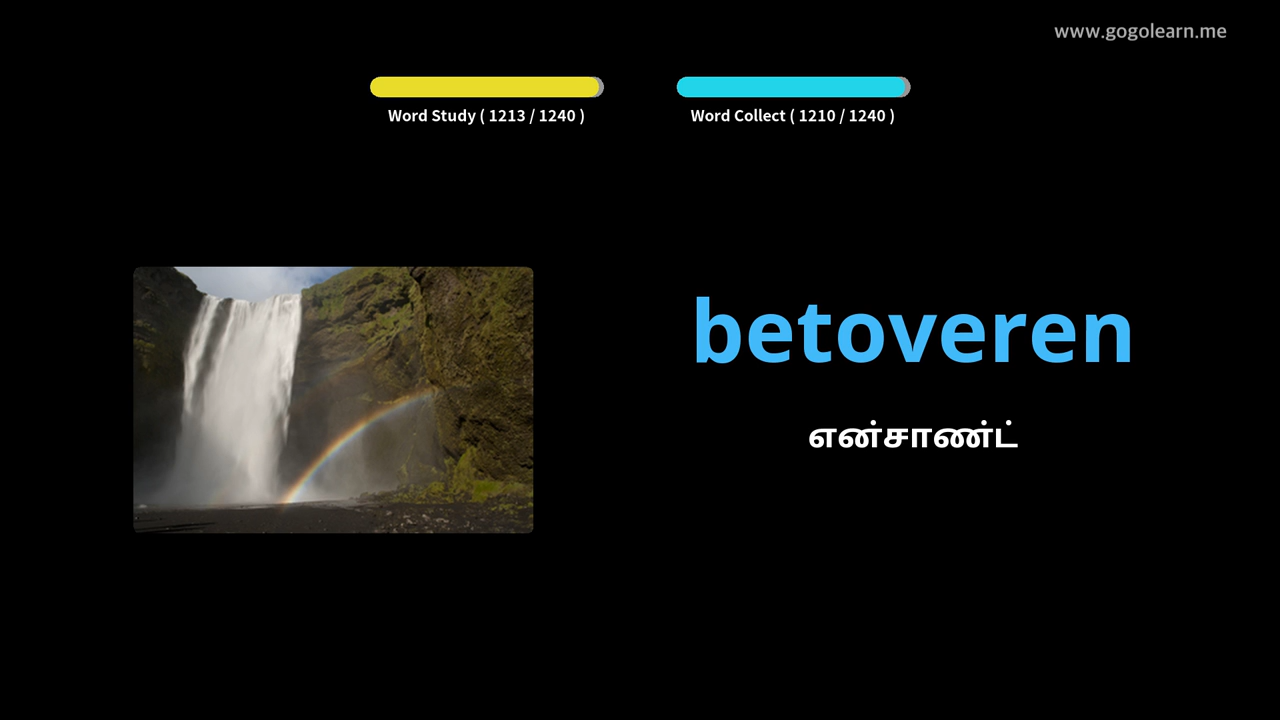 www.gogolearn.me
Word Study ( 1213 / 1240 )
Word Collect ( 1210 / 1240 )
betoveren
என்சாண்ட்